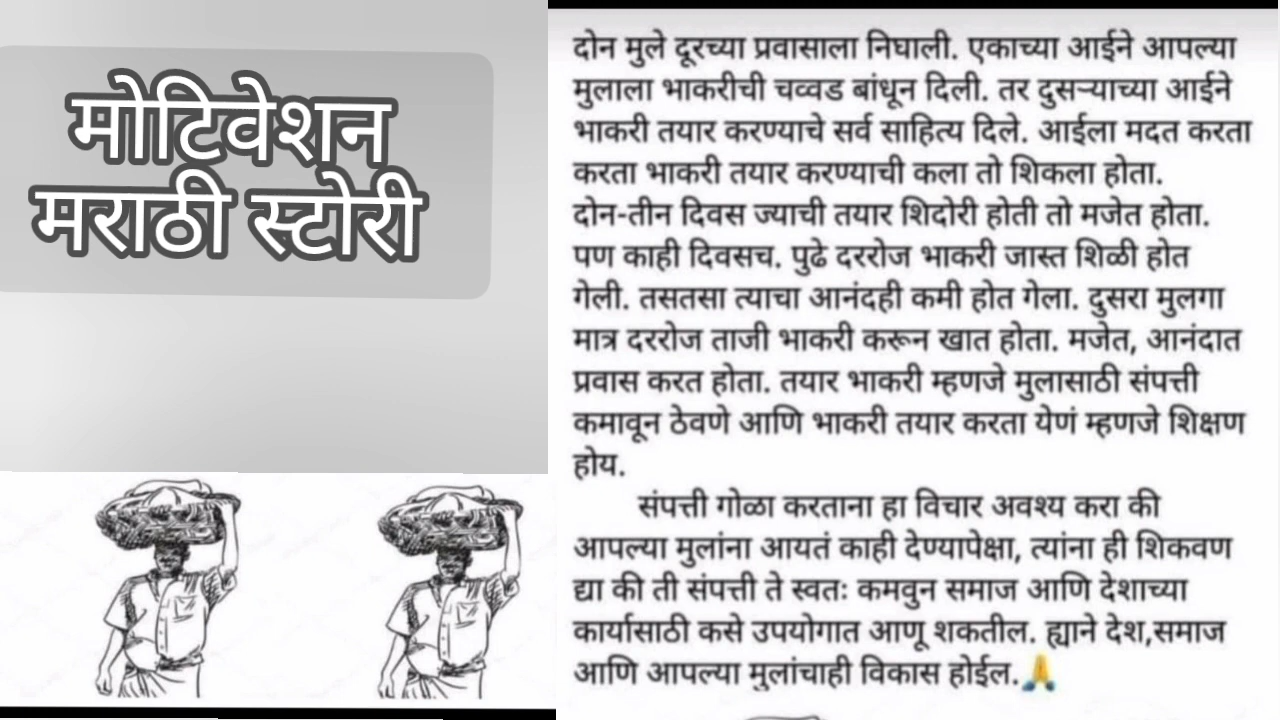 मोटिवेशन
मराठी स्टोरी
दोन मुले दूरच्या प्रवासाला निघाली. एकाच्या आईने आपल्या
मुलाला भाकरीची चव्वड बांधून दिली. तर दुसऱ्याच्या आईने
भाकरी तयार करण्याचे सर्व साहित्य दिले. आईला मदत करता
करता भाकरी तयार करण्याची कला तो शिकला होता.
दोन-तीन दिवस ज्याची तयार शिदोरी होती तो मजेत होता.
पण काही दिवसच. पुढे दररोज भाकरी जास्त शिळी होत
गेली. तसतसा त्याचा आनंदही कमी होत गेला. दुसरा मुलगा
मात्र दररोज ताजी भाकरी करून खात होता. मजेत, आनंदात
प्रवास करत होता. तयार भाकरी म्हणजे मुलासाठी संपत्ती
कमावून ठेवणे आणि भाकरी तयार करता येणं म्हणजे शिक्षण
होय.
संपत्ती गोळा करताना हा विचार अवश्य करा की
आपल्या मुलांना आयतं काही देण्यापेक्षा, त्यांना ही शिकवण
द्या की ती संपत्ती ते स्वतः कमवुन समाज आणि देशाच्या
कार्यासाठी कसे उपयोगात आणू शकतील. ह्याने देश,समाज
आणि आपल्या मुलांचाही विकास होईल.🙏